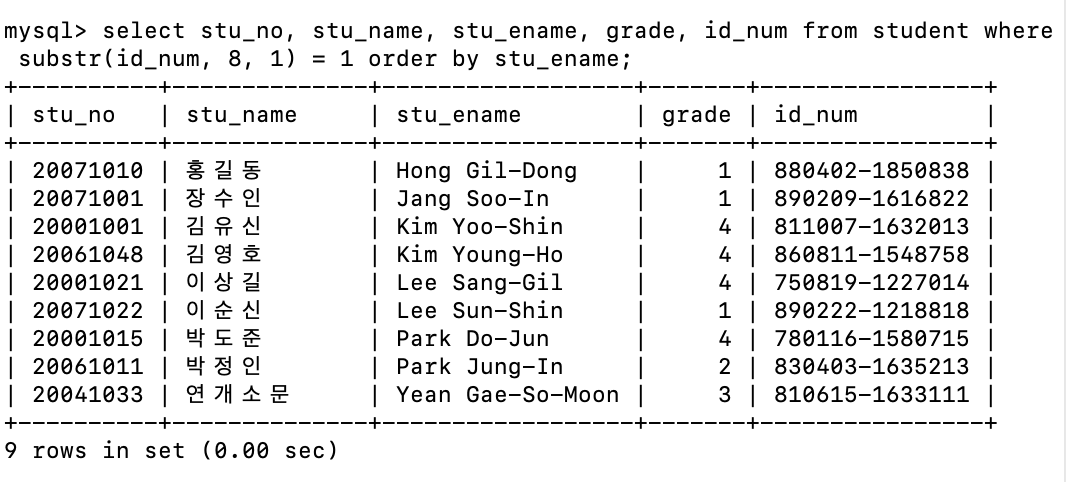 mysql> select stu_no, stu_name, stu_ename, grade, id_num from student where
 substr(id_num, 8, 1) = 1 order by stu_ename;
+----------+--------------+------------------+-------+----------------+
| stu_no   | stu_name     | stu_ename        | grade | id_num         |
+----------+--------------+------------------+-------+----------------+
| 20071010 | 홍길동       | Hong Gil-Dong    |     1 | 880402-1850838 |
| 20071001 | 장수인       | Jang Soo-In      |     1 | 890209-1616822 |
| 20001001 | 김유신       | Kim Yoo-Shin     |     4 | 811007-1632013 |
| 20061048 | 김영호       | Kim Young-Ho     |     4 | 860811-1548758 |
| 20001021 | 이상길       | Lee Sang-Gil     |     4 | 750819-1227014 |
| 20071022 | 이순신       | Lee Sun-Shin     |     1 | 890222-1218818 |
| 20001015 | 박도준       | Park Do-Jun      |     4 | 780116-1580715 |
| 20061011 | 박정인       | Park Jung-In     |     2 | 830403-1635213 |
| 20041033 | 연개소문     | Yean Gae-So-Moon |     3 | 810615-1633111 |
+----------+--------------+------------------+-------+----------------+
9 rows in set (0.00 sec)